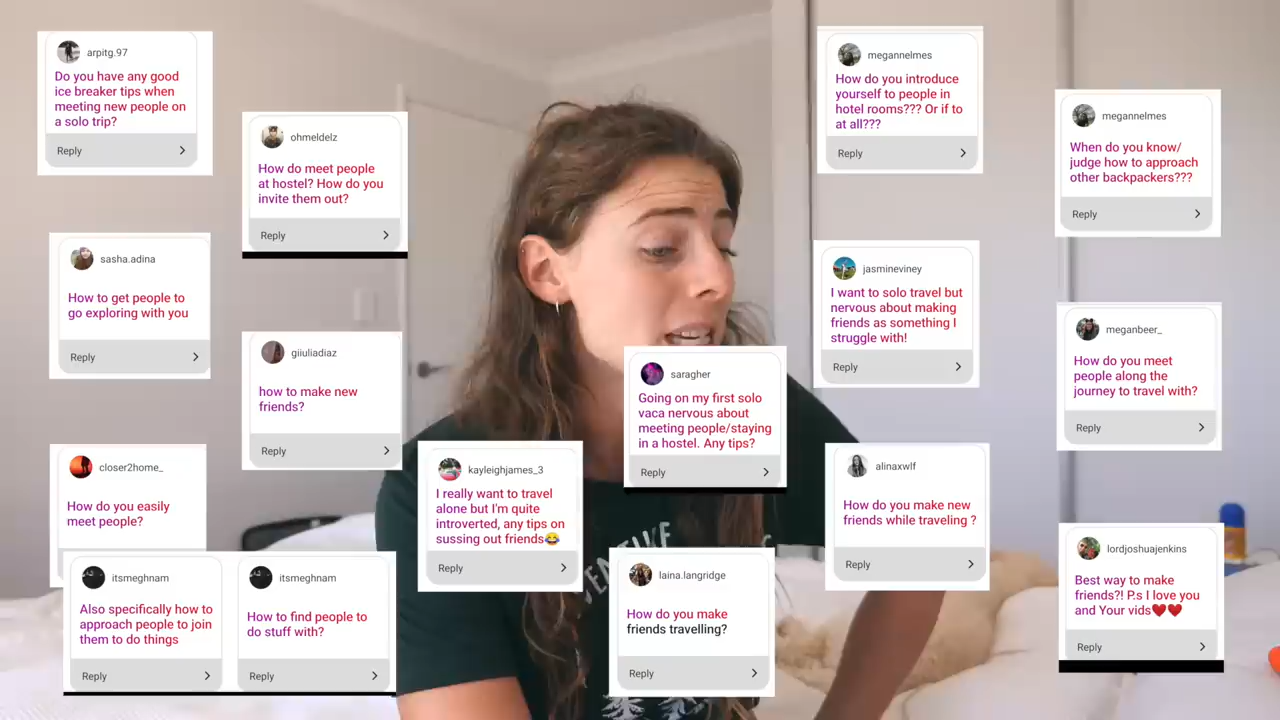 arpitg.97
Do you have any good
ice breaker tips when
meeting new people on
a solo trip?
Reply
ohmeldelz
How do meet people
at hostel? How do you
invite them out?
Reply
sasha.adina
How to get people to
go exploring with you
Reply
giiuliadiaz
how to make new
friends?
Reply
closer2home_
How do you easily
meet people?
itsmeghnam
Also specifically how to
approach people to join
them to do things
Reply
itsmeghnam
How to find people to
do stuff with?
Reply
kayleighjames_3
I really want to travel
alone but I'm quite
introverted, any tips on
sussing out friends😂
Reply
saragher
Going on my first solo
vaca nervous about
meeting people/staying
in a hostel. Any tips?
Reply
laina.langridge
How do you make
friends travelling?
Reply
megannelmes
How do you introduce
yourself to people in
hotel rooms??? Or if to
at all???
Reply
jasmineviney
I want to solo travel but
nervous about making
friends as something I
struggle with!
Reply
alinaxwlf
How do you make new
friends while traveling ?
Reply
megannelmes
When do you know/
judge how to approach
other backpackers???
Reply
meganbeer_
How do you meet
people along the
journey to travel with?
Reply
lordjoshuajenkins
Best way to make
friends?! P.s I love you
and Your vids❤️❤️
Reply